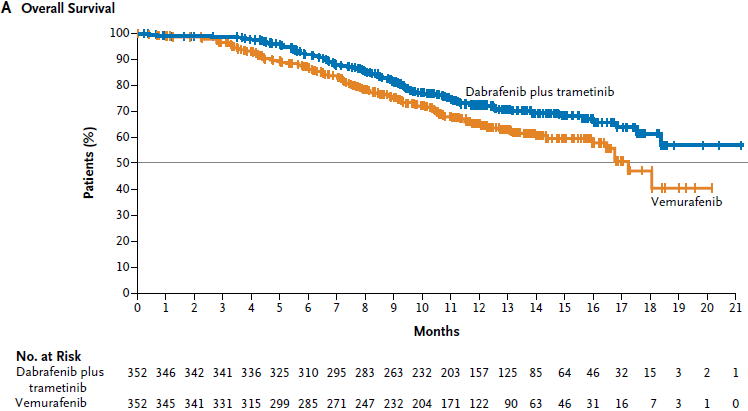 A Overall Survival
100
90
80
70
60
50
40
30
20
10
0
Patients (%)
Dabrafenib plus trametinib
Vemurafenib
0 1 2 3 4 5 6 7 8 9 10 11 12 13 14 15 16 17 18 19 20 21
Months
No. at Risk
Dabrafenib plus
trametinib 352 346 342 341 336 325 310 295 283 263 232 203 157 125 85 64 46 32 15 3 2 1
Vemurafenib 352 345 341 331 315 299 285 271 247 232 204 171 122 90 63 46 31 16 7 3 1 0